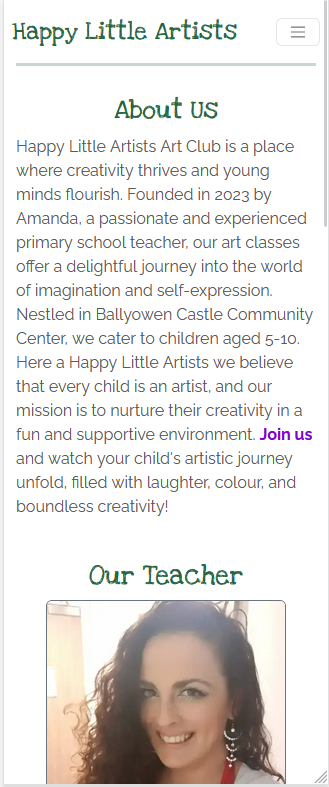 Happy Little Artists
About Us
Happy Little Artists Art Club is a place
where creativity thrives and young
minds flourish. Founded in 2023 by
Amanda, a passionate and experienced
primary school teacher, our art classes
offer a delightful journey into the world
of imagination and self-expression.
Nestled in Ballyowen Castle Community
Center, we cater to children aged 5-10.
Here a Happy Little Artists we believe
that every child is an artist, and our
mission is to nurture their creativity in a
fun and supportive environment. Join us
and watch your child's artistic journey
unfold, filled with laughter, colour, and
boundless creativity!
Our Teacher